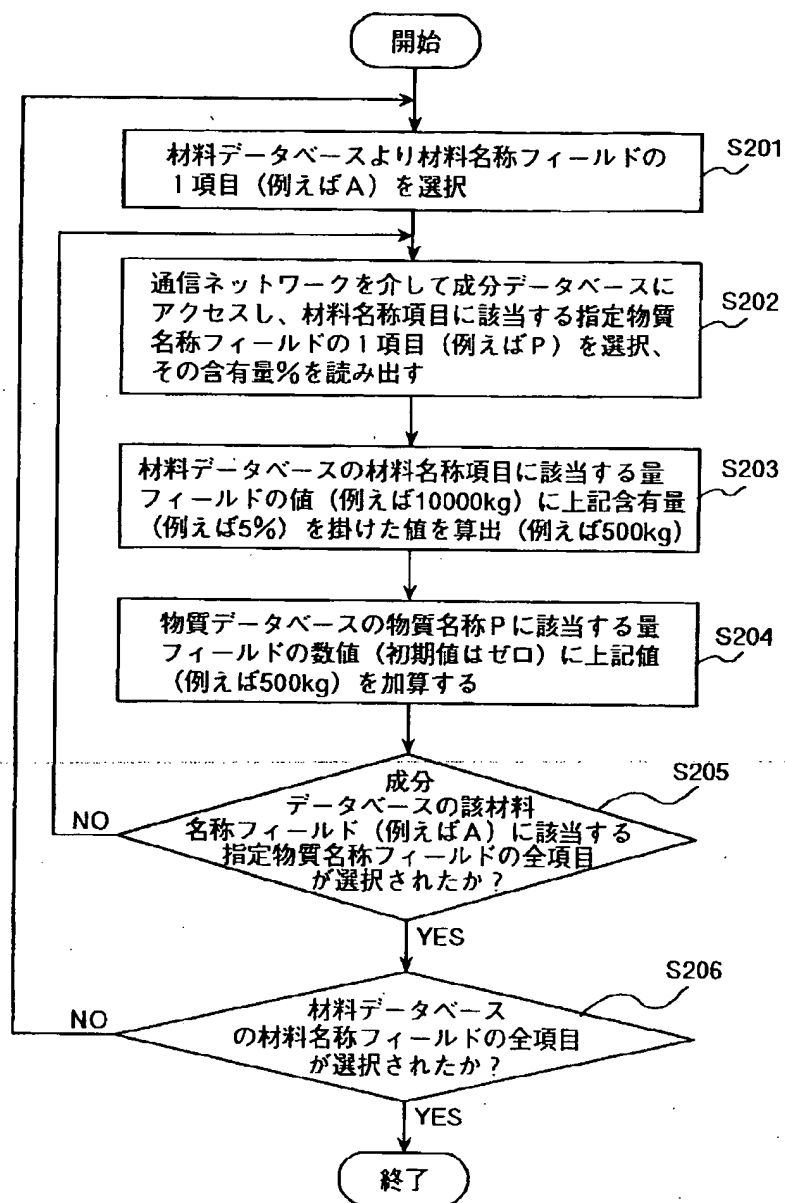 開始
材料データベースより材料名称フィールドの
1項目（例えばA）を選択
S201
通信ネットワークを介して成分データベースに
アクセスし、材料名称項目に該当する指定物質
名称フィールドの1項目（例えばP）を選択、
その含有量%を読み出す
S202
材料データベースの材料名称項目に該当する量
フィールドの値（例えば10000kg）に上記含有量
（例えば5%）を掛けた値を算出（例えば500kg）
S203
物質データベースの物質名称Pに該当する量
フィールドの数値（初期値はゼロ）に上記値
（例えば500kg）を加算する
S204
成分
データベースの該材料
名称フィールド（例えばA）に該当する
指定物質名称フィールドの全項目
が選択されたか？
S205
NO
YES
材料データベース
の材料名称フィールドの全項目
が選択されたか？
S206
NO
YES
終了